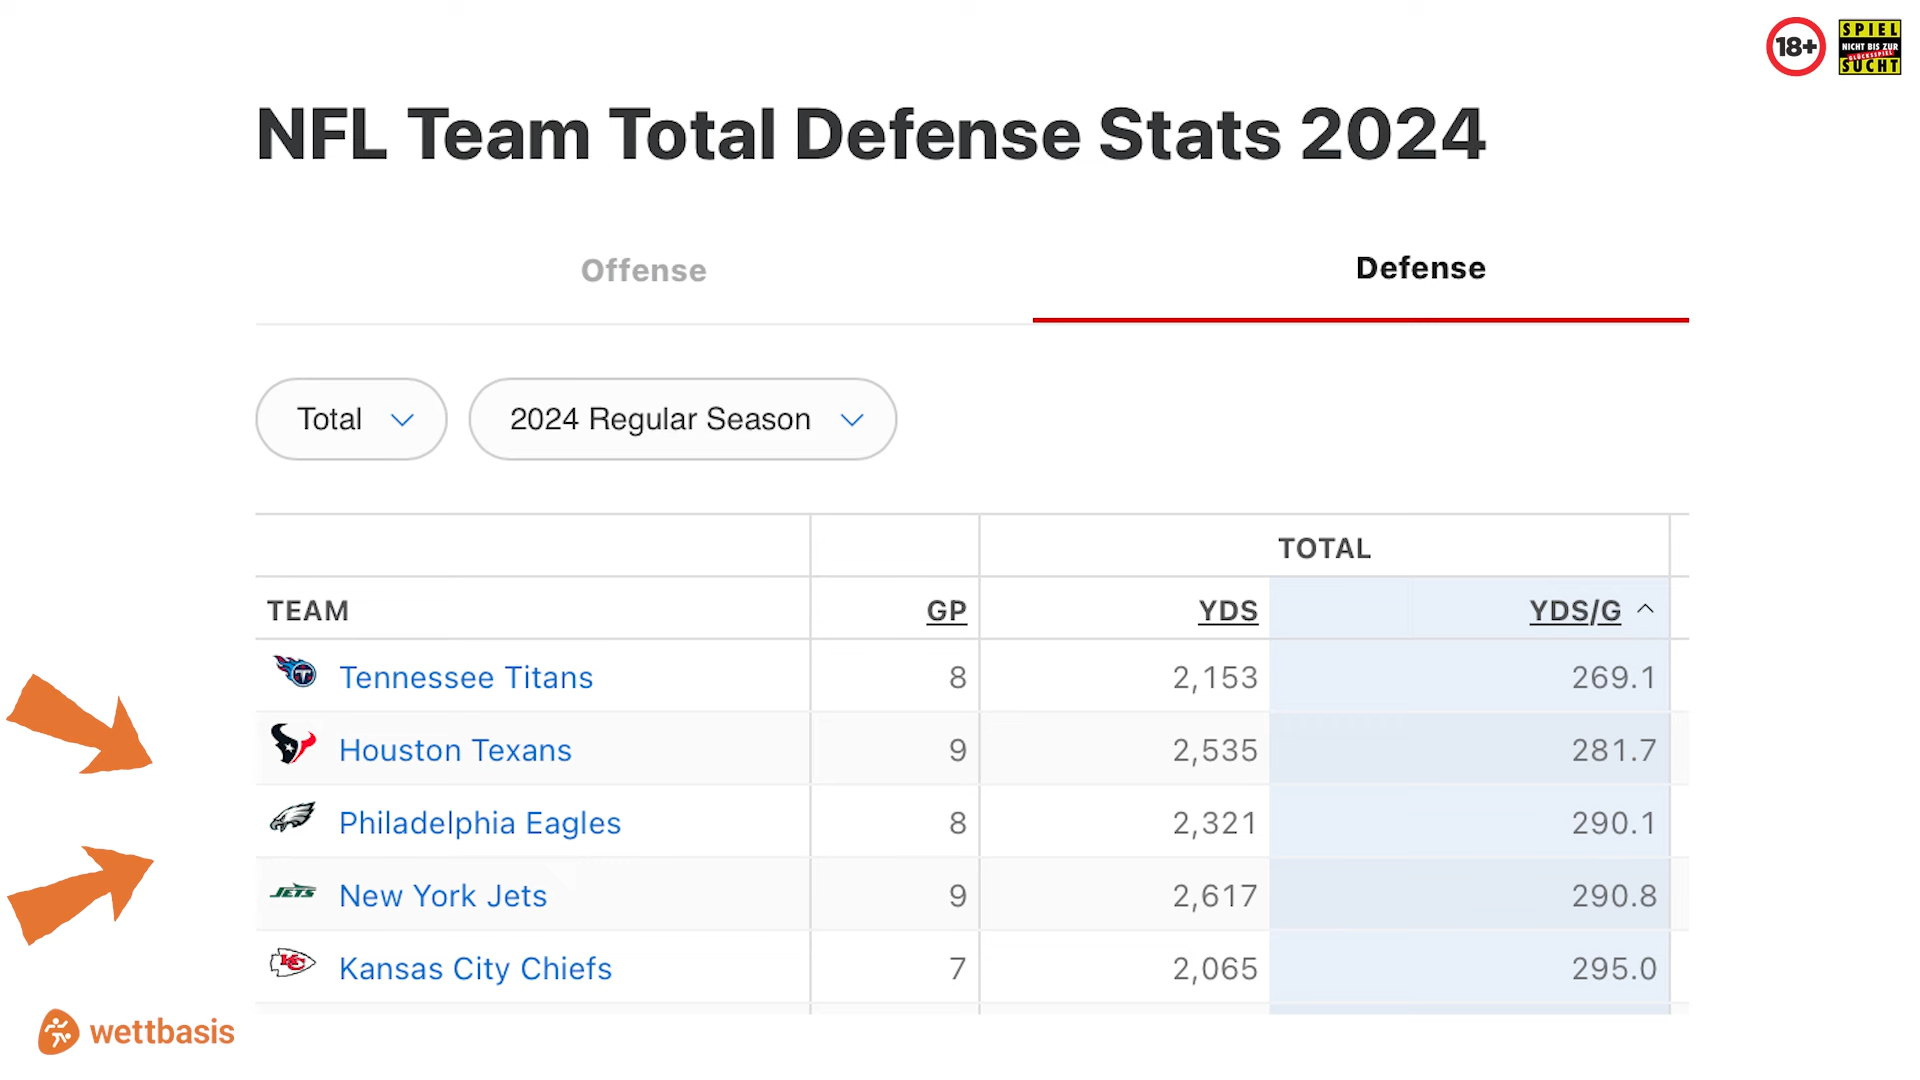 18+
SPIEL
NICHT BIS ZUR
GLÜCKSSPIEL
SUCHT
NFL Team Total Defense Stats 2024
Offense Defense
Total 2024 Regular Season
TOTAL
TEAM GP YDS YDS/G
Tennessee Titans 8 2,153 269.1
Houston Texans 9 2,535 281.7
Philadelphia Eagles 8 2,321 290.1
JETS New York Jets 9 2,617 290.8
KC Kansas City Chiefs 7 2,065 295.0
wettbasis